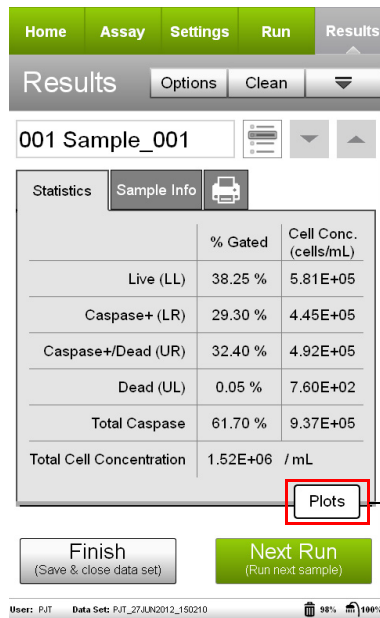 Home Assay Settings Run Results
Results Options Clean
001 Sample_001
Statistics Sample Info
% Gated Cell Conc.
(cells/mL)
Live (LL) 38.25 % 5.81E+05
Caspase+ (LR) 29.30 % 4.45E+05
Caspase+/Dead (UR) 32.40 % 4.92E+05
Dead (UL) 0.05 % 7.60E+02
Total Caspase 61.70 % 9.37E+05
Total Cell Concentration 1.52E+06 / mL
Plots
Finish Next Run
(Save & close data set) (Run next sample)
User: PJT Data Set: PJT_27JUN2012_150210 98% 100%